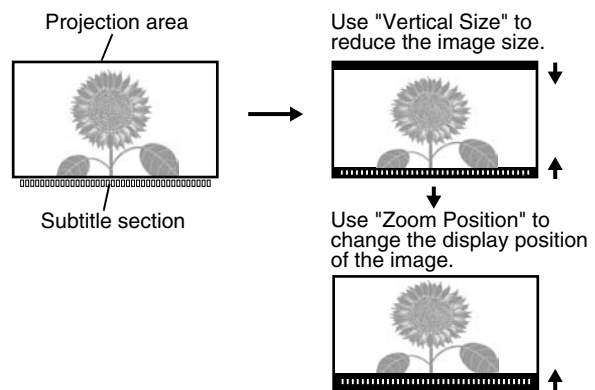 Projection area
Subtitle section
Use "Vertical Size" to
reduce the image size.
Use "Zoom Position" to
change the display position
of the image.